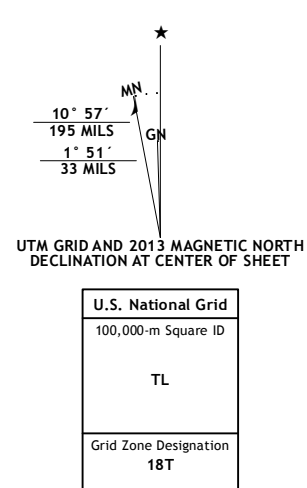 ★
MN
GN
10° 57´
195 MILS
1° 51´
33 MILS
UTM GRID AND 2013 MAGNETIC NORTH
DECLINATION AT CENTER OF SHEET
U.S. National Grid
100,000-m Square ID
TL
Grid Zone Designation
18T